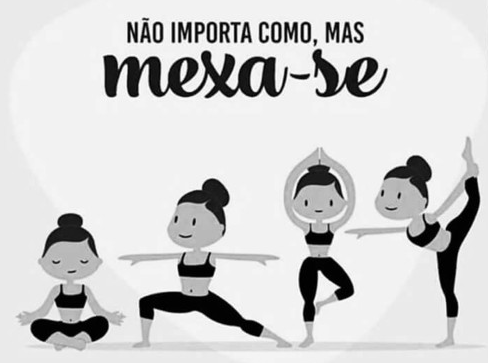 NÃO IMPORTA COMO, MAS
mexa-se